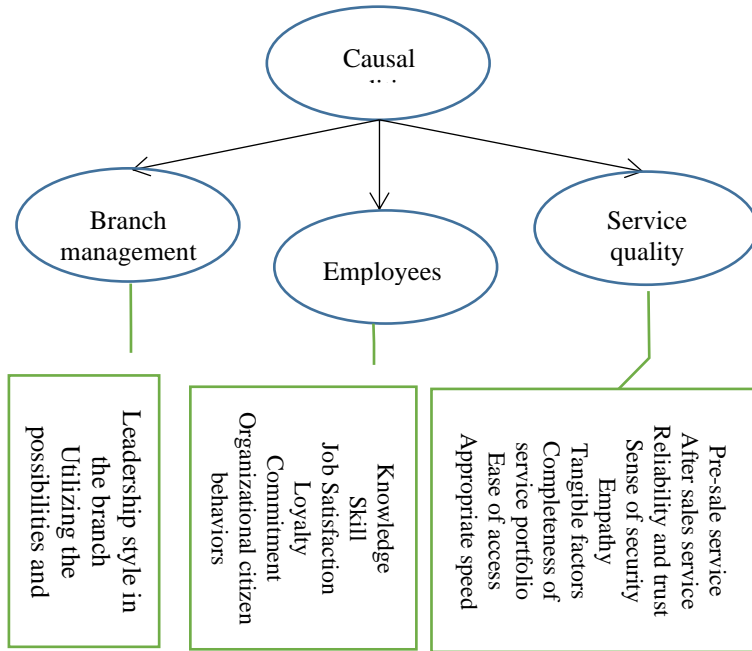 Causal
Branch
management
Employees
Service
quality
Leadership style in
the branch
Utilizing the
possibilities and
Knowledge
Skill
Job Satisfaction
Loyalty
Commitment
Organizational citizen
behaviors
Pre-sale service
After sales service
Reliability and trust
Sense of security
Empathy
Tangible factors
Completeness of
service portfolio
Ease of access
Appropriate speed